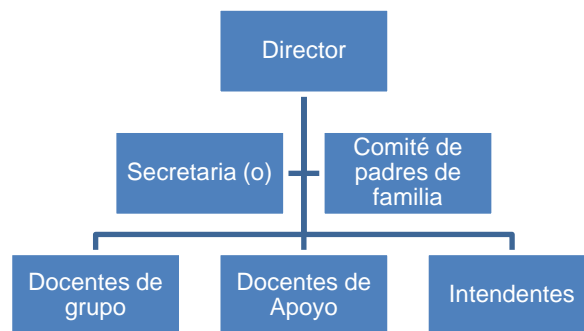 Director
Secretaria (o)
Comité de
padres de
familia
Docentes de
grupo
Docentes de
Apoyo
Intendentes